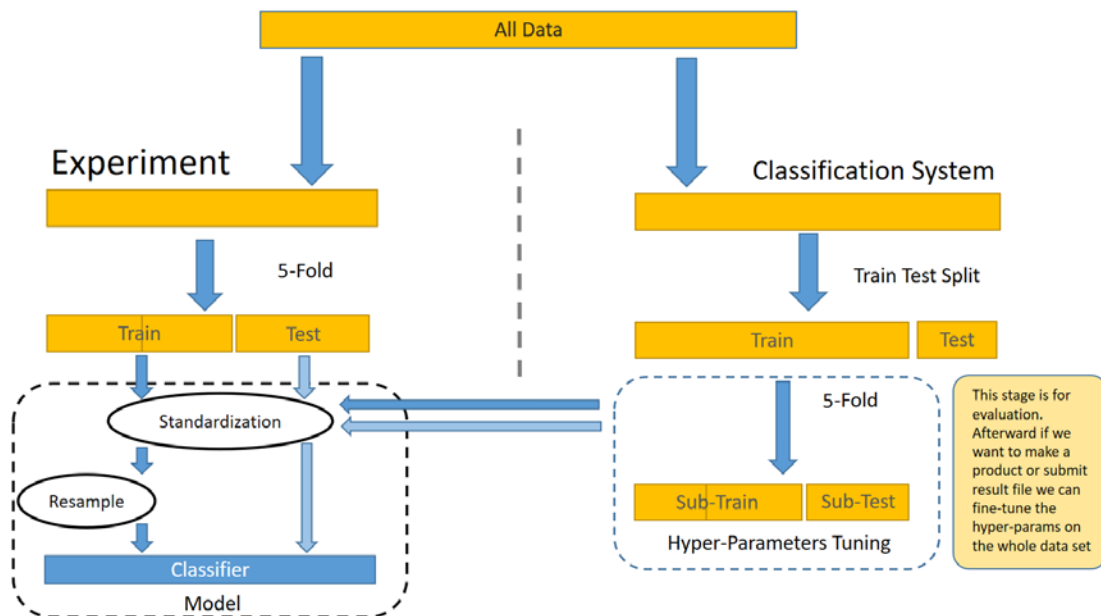 All Data
Experiment
Classification System
5-Fold
Train Test Split
Train
Test
Train
Test
Standardization
Resample
Classifier
Model
5-Fold
Sub-Train
Sub-Test
Hyper-Parameters Tuning
This stage is for
evaluation.
Afterward if we
want to make a
product or submit
result file we can
fine-tune the
hyper-params on
the whole data set